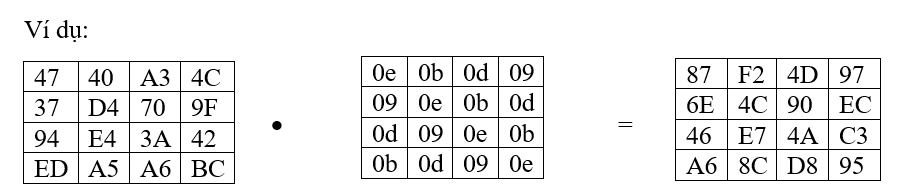 Ví dụ:
47 40 A3 4C 0e 0b 0d 09 87 F2 4D 97
37 D4 70 9F 09 0e 0b 0d 6E 4C 90 EC
94 E4 3A 42 • 0d 09 0e 0b = 46 E7 4A C3
ED A5 A6 BC 0b 0d 09 0e A6 8C D8 95